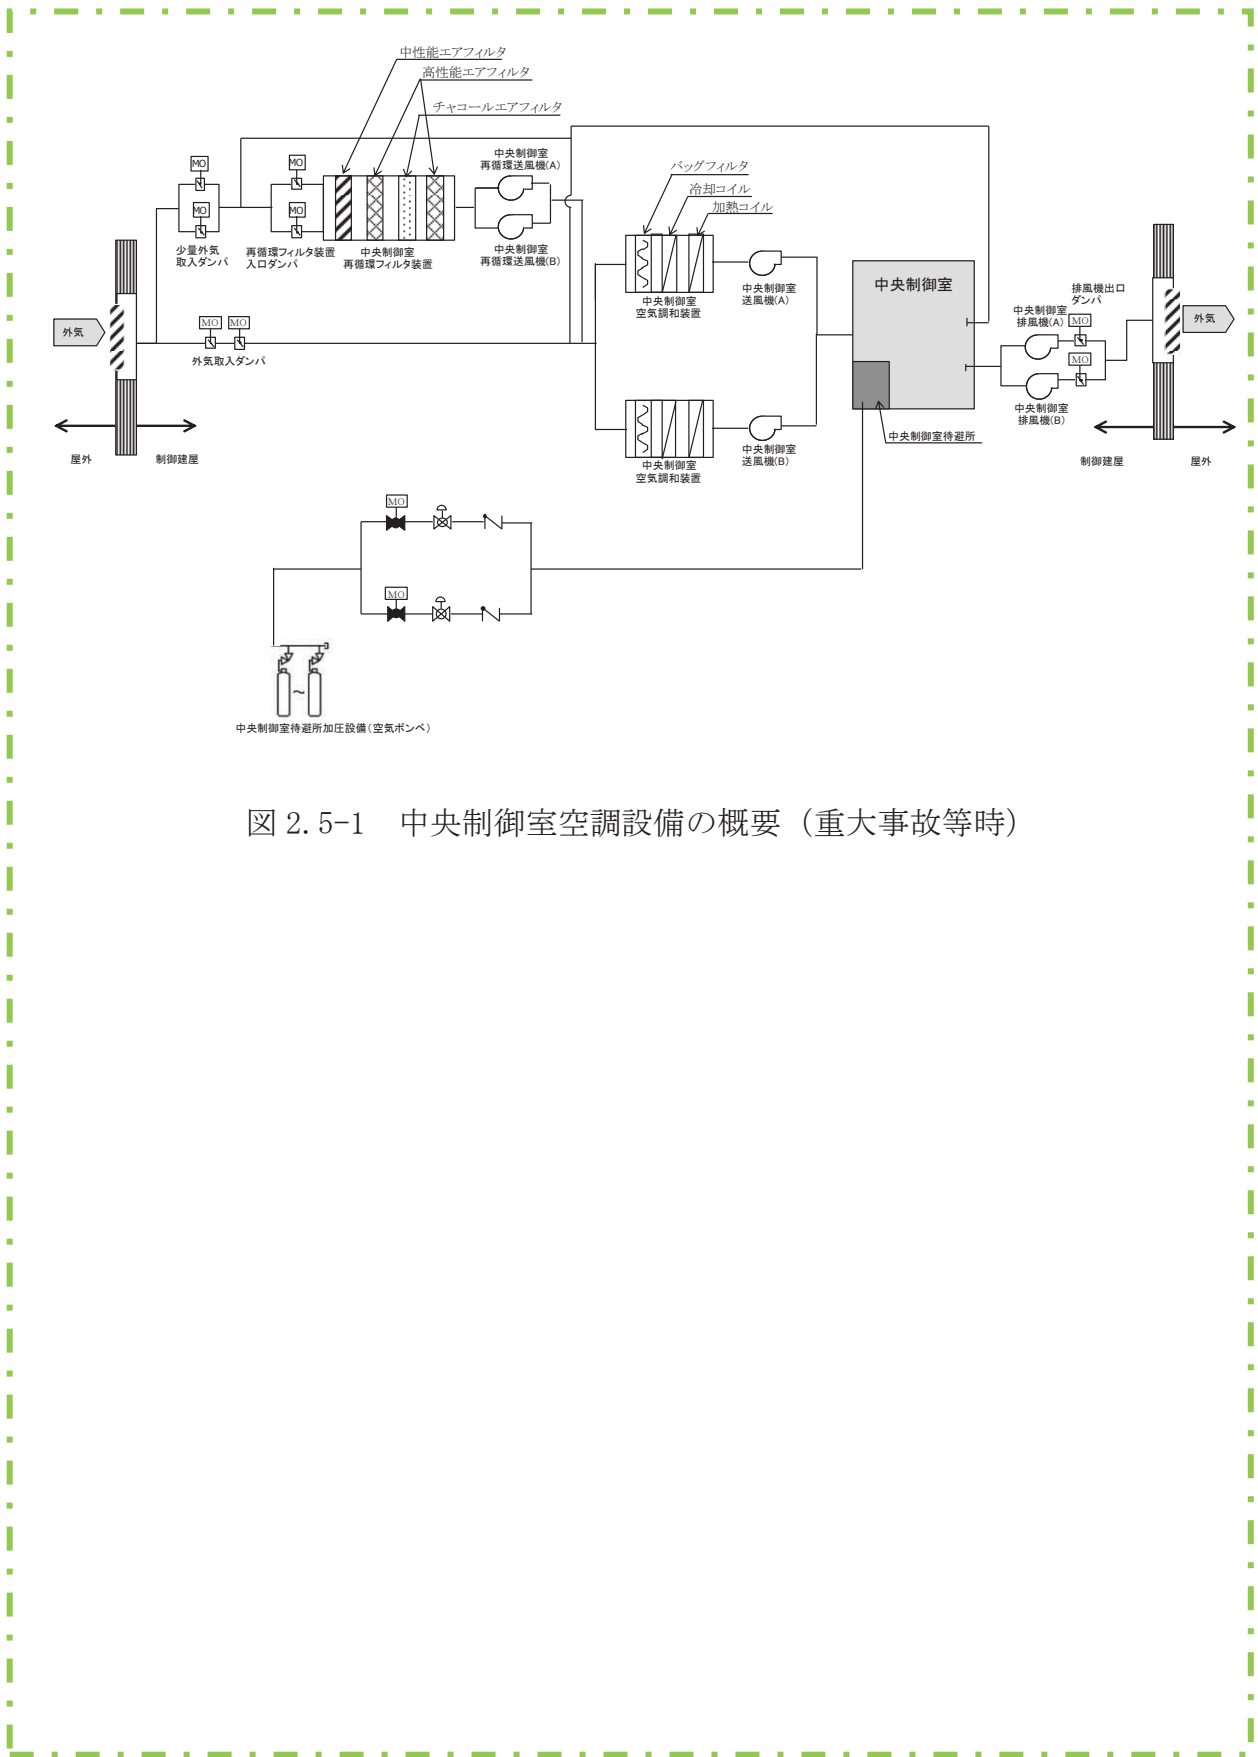 中性能エアフィルタ
高性能エアフィルタ
チャコールエアフィルタ
MO
MO
MO
MO
少量外気
取入ダンパ
再循環フィルタ装置
入口ダンパ
中央制御室
再循環フィルタ装置
中央制御室
再循環送風機(A)
中央制御室
再循環送風機(B)
バッグフィルタ
冷却コイル
加熱コイル
中央制御室
空気調和装置
中央制御室
送風機(A)
中央制御室
排風機出口
ダンパ
中央制御室
排風機(A)
MO
MO
中央制御室
排風機(B)
外気
外気
MO
MO
外気取入ダンパ
中央制御室待避所
中央制御室
空気調和装置
中央制御室
送風機(B)
屋外
制御建屋
制御建屋
屋外
MO
MO
~
中央制御室待避所加圧設備(空気ボンベ)
図 2.5-1 中央制御室空調設備の概要（重大事故等時）